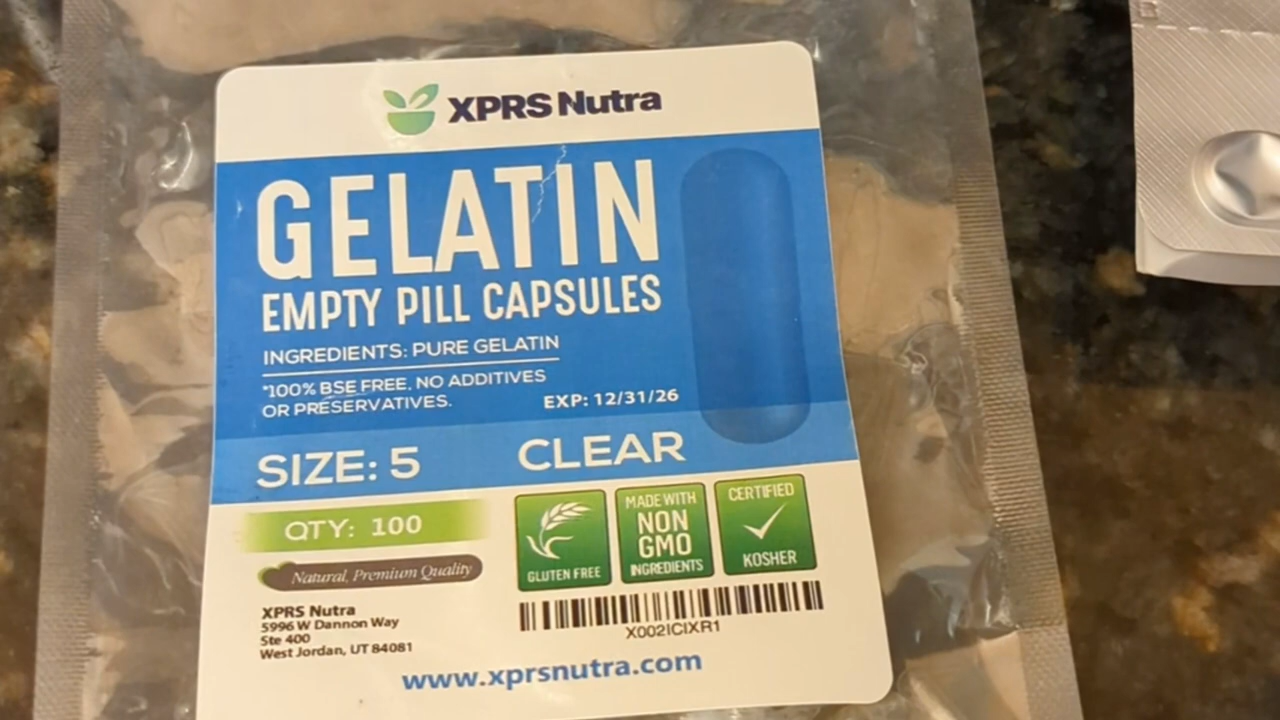 XPRS Nutra
GELATIN
EMPTY PILL CAPSULES
INGREDIENTS: PURE GELATIN
*100% BSE FREE. NO ADDITIVES
OR PRESERVATIVES.
EXP: 12/31/26
SIZE: 5
CLEAR
QTY: 100
Natural, Premium Quality
GLUTEN FREE
MADE WITH
NON
GMO
INGREDIENTS
CERTIFIED
KOSHER
XPRS Nutra
5996 W Dannon Way
Ste 400
West Jordan, UT 84081
X002ICIXR1
www.xprsnutra.com